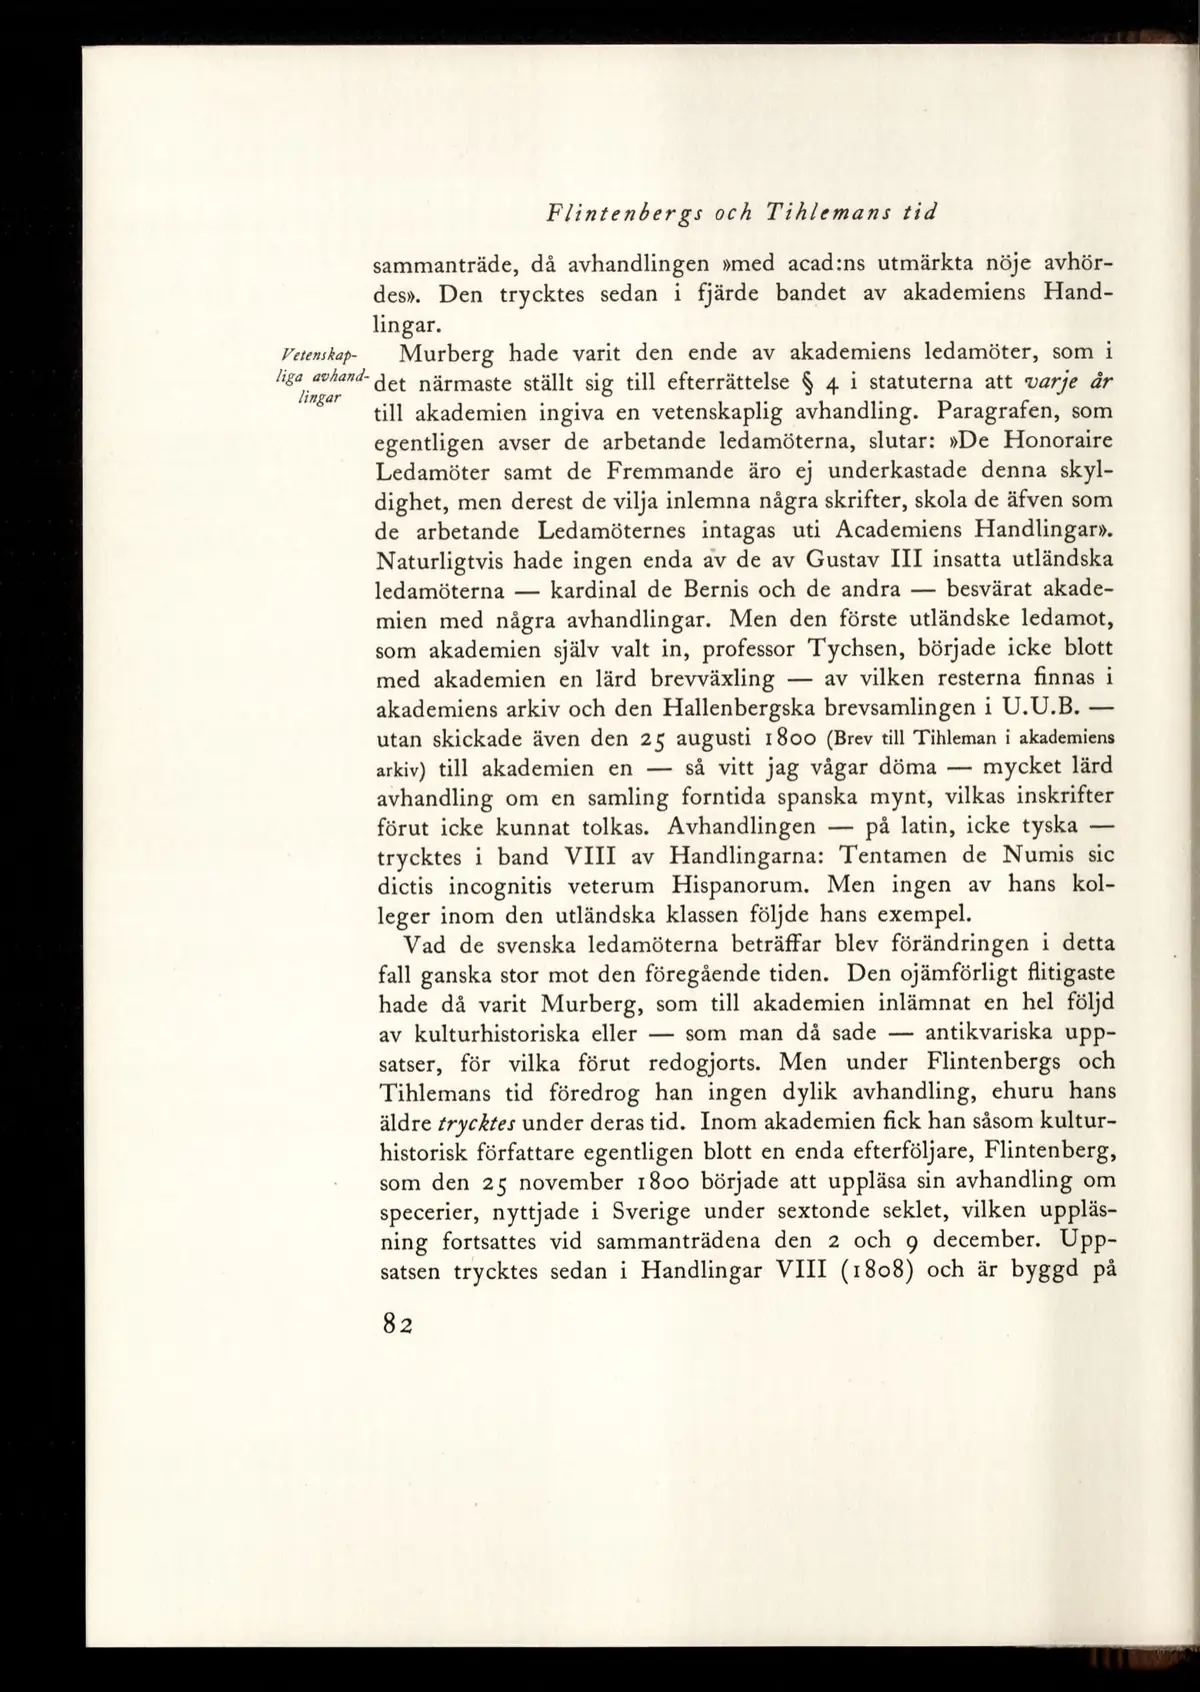 Flintenbergs och Tihlemans tid
sammanträde, då avhandlingen »med acad:ns utmärkta nöje avhör-
des». Den trycktes sedan i fjärde bandet av akademiens Hand-
lingar.
Vetenskap-
liga avhand-
lingar
Murberg hade varit den ende av akademiens ledamöter, som i
det närmaste ställt sig till efterrättelse § 4 i statuterna att varje år
till akademien ingiva en vetenskaplig avhandling. Paragrafen, som
egentligen avser de arbetande ledamöterna, slutar: »De Honoraire
Ledamöter samt de Fremmande äro ej underkastade denna skyl-
dighet, men derest de vilja inlemna några skrifter, skola de äfven som
de arbetande Ledamöternes intagas uti Academiens Handlingar».
Naturligtvis hade ingen enda av de av Gustav III insatta utländska
ledamöterna — kardinal de Bernis och de andra — besvärat akade-
mien med några avhandlingar. Men den förste utländske ledamot,
som akademien själv valt in, professor Tychsen, började icke blott
med akademien en lärd brevväxling — av vilken resterna finnas i
akademiens arkiv och den Hallenbergska brevsamlingen i U.U.B. —
utan skickade även den 25 augusti 1800 (Brev till Tihleman i akademiens
arkiv) till akademien en — så vitt jag vågar döma — mycket lärd
avhandling om en samling forntida spanska mynt, vilkas inskrifter
förut icke kunnat tolkas. Avhandlingen — på latin, icke tyska —
trycktes i band VIII av Handlingarna: Tentamen de Numis sic
dictis incognitis veterum Hispanorum. Men ingen av hans kol-
leger inom den utländska klassen följde hans exempel.
Vad de svenska ledamöterna beträffar blev förändringen i detta
fall ganska stor mot den föregående tiden. Den ojämförligt flitigaste
hade då varit Murberg, som till akademien inlämnat en hel följd
av kulturhistoriska eller — som man då sade — antikvariska upp-
satser, för vilka förut redogjorts. Men under Flintenbergs och
Tihlemans tid föredrog han ingen dylik avhandling, ehuru hans
äldre trycktes under deras tid. Inom akademien fick han såsom kultur-
historisk författare egentligen blott en enda efterföljare, Flintenberg,
som den 25 november 1800 började att uppläsa sin avhandling om
specerier, nyttjade i Sverige under sextonde seklet, vilken uppläs-
ning fortsattes vid sammanträdena den 2 och 9 december. Upp-
satsen trycktes sedan i Handlingar VIII (1808) och är byggd på
82